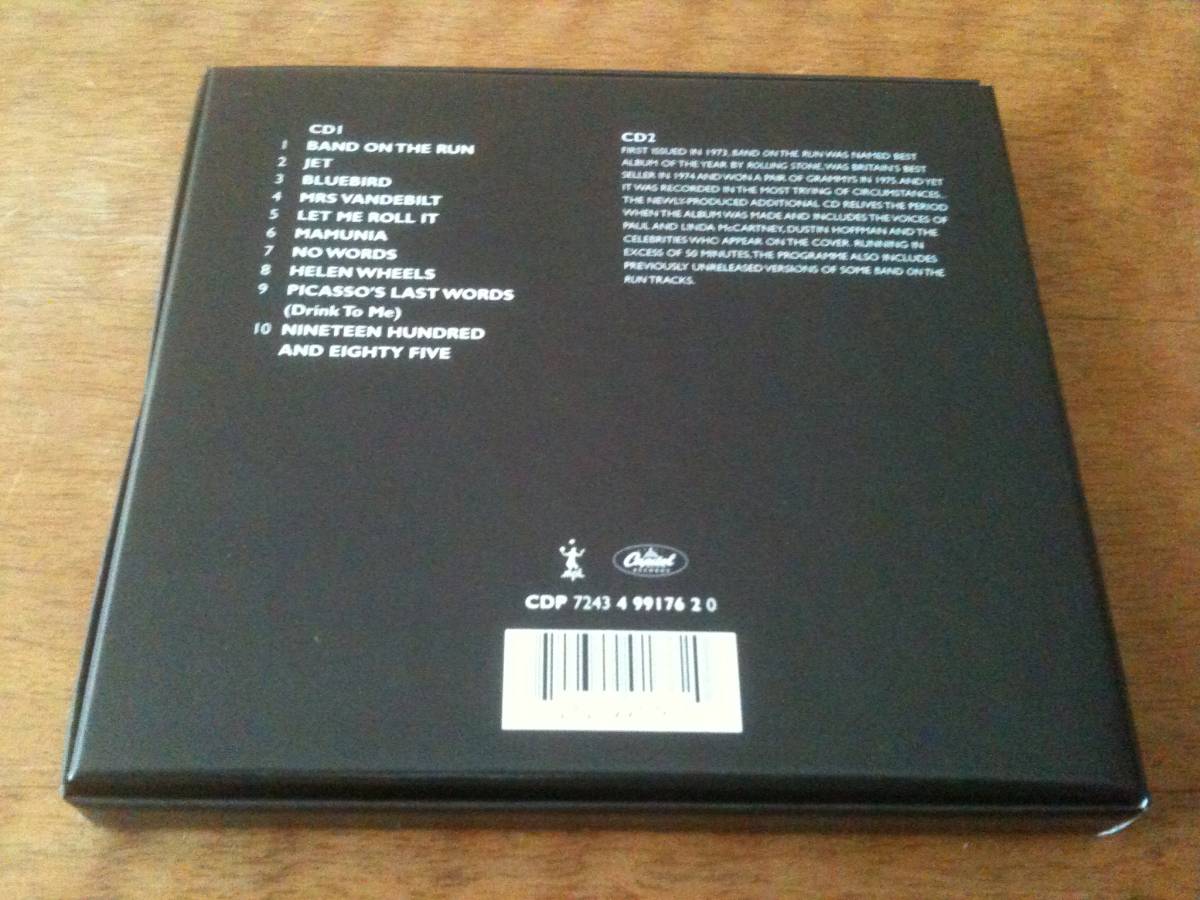 CD1
1 BAND ON THE RUN
2 JET
3 BLUEBIRD
4 MRS VANDEBILT
5 LET ME ROLL IT
6 MAMUNIA
7 NO WORDS
8 HELEN WHEELS
9 PICASSO'S LAST WORDS
(Drink To Me)
10 NINETEEN HUNDRED
AND EIGHTY FIVE
CD2
FIRST ISSUED IN 1973, BAND ON THE RUN WAS NAMED BEST
ALBUM OF THE YEAR BY ROLLING STONE, WAS BRITAIN'S BEST
SELLER IN 1974 AND WON A PAIR OF GRAMMYS IN 1975. AND YET
IT WAS RECORDED IN THE MOST TRYING OF CIRCUMSTANCES...
THE NEWLY-PRODUCED ADDITIONAL CD RELIVES THE PERIOD
WHEN THE ALBUM WAS MADE AND INCLUDES THE VOICES OF
PAUL AND LINDA McCARTNEY, DUSTIN HOFFMAN AND THE
CELEBRITIES WHO APPEAR ON THE COVER. RUNNING IN
EXCESS OF 50 MINUTES, THE PROGRAMME ALSO INCLUDES
PREVIOUSLY UNRELEASED VERSIONS OF SOME BAND ON THE
RUN TRACKS.
Capitol
RECORDS
CDP 7243 4 99176 2 0